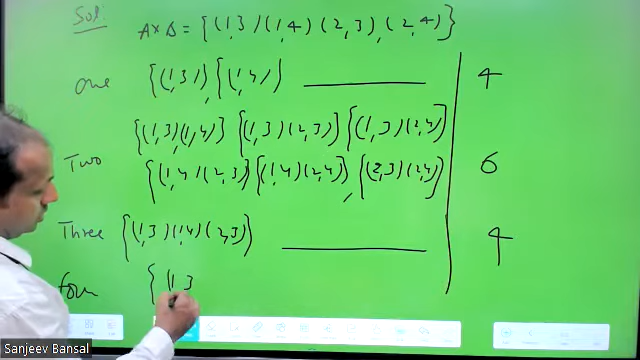 Sol:
A×B = {(1,3)(1,4)(2,3),(2,4)}
One {(1,3)},{(1,4)} ________ 4
{(1,3)(1,4)} {(1,3)(2,3)} {(1,3)(2,4)}
Two {(1,4)(2,3)} {(1,4)(2,4)}, {(2,3)(2,4)} 6
Three {(1,3)(1,4)(2,3)} ________ 4
four { (1,3
Sanjeev Bansal